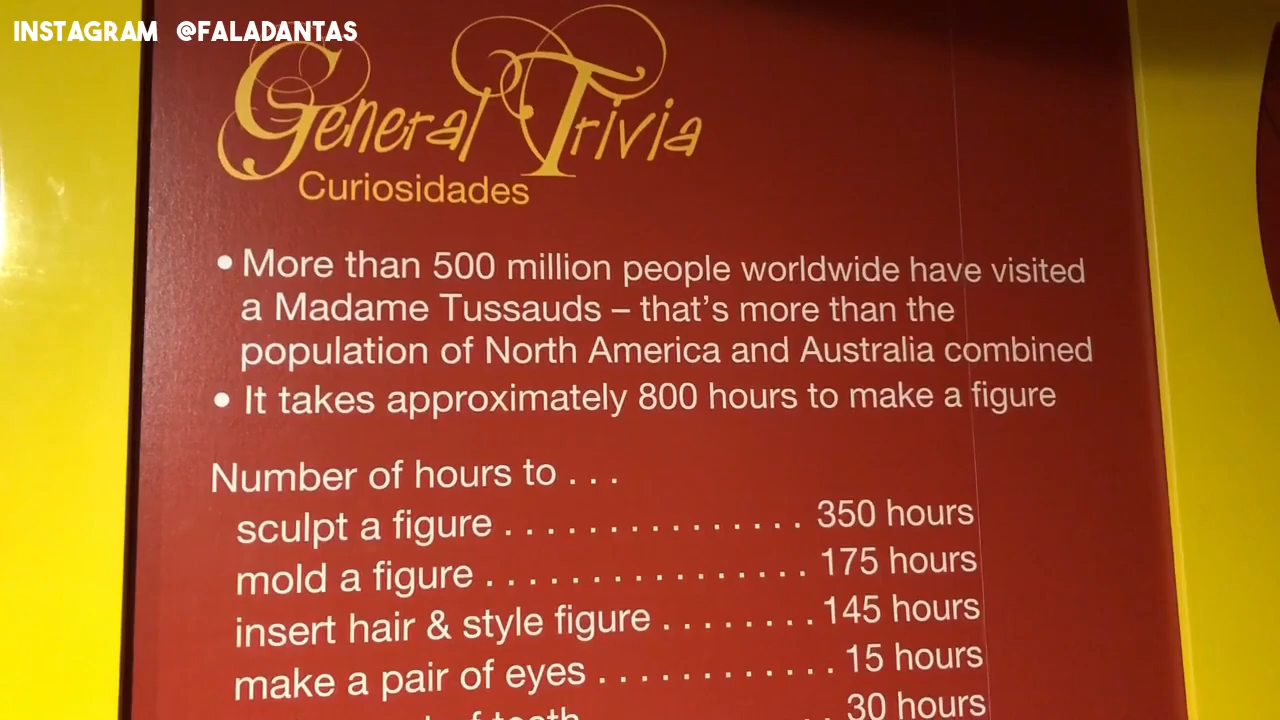 INSTAGRAM @FALADANTAS
General Trivia
Curiosidades
• More than 500 million people worldwide have visited
a Madame Tussauds – that's more than the
population of North America and Australia combined
• It takes approximately 800 hours to make a figure
Number of hours to . . .
sculpt a figure . . . . . . . . . . . . . . . 350 hours
mold a figure . . . . . . . . . . . . . . . . 175 hours
insert hair & style figure . . . . . . . . 145 hours
make a pair of eyes . . . . . . . . . . . . 15 hours
of teeth . . 30 hours